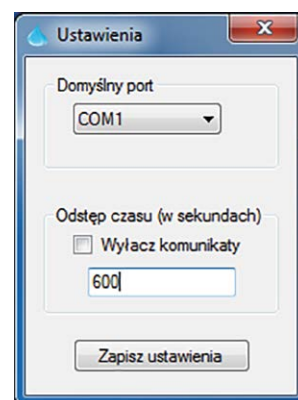 Ustawienia
Domyślny port
COM1
Odstęp czasu (w sekundach)
Wyłacz komunikaty
600
Zapisz ustawienia